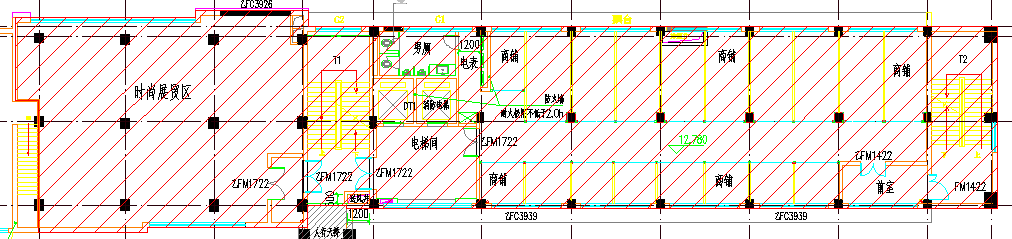 ZFC3926
C3
C4
男厕
1200
电表
商铺
商铺
商铺
T1
T2
时尚展贸区
DT1
消防电梯
防火墙
耐火极限不低于2.0h
电梯间
ZFM1722
12.780
ZFM1422
ZFM1722
ZFM1722
ZFM1722
商铺
商铺
前室
FM1422
1200
ZFC3939
ZFC3939